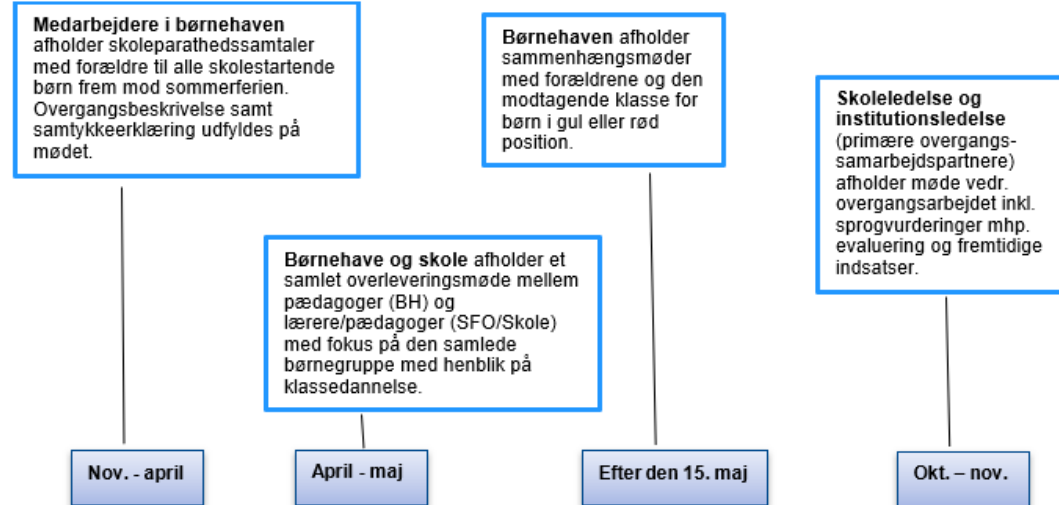 Medarbejdere i børnehaven
afholder skoleparathedssamtaler
med forældre til alle skolestartende
børn frem mod sommerferien.
Overgangsbeskrivelse samt
samtykkeerklæring udfyldes på
mødet.
Børnehaven afholder
sammenhængsmøder
med forældrene og den
modtagende klasse for
børn i gul eller rød
position.
Skoleledelse og
institutionsledelse
(primære overgangs-
samarbejdspartnere)
afholder møde vedr.
overgangsarbejdet inkl.
sprogvurderinger mhp.
evaluering og fremtidige
indsatser.
Børnehave og skole afholder et
samlet overleveringsmøde mellem
pædagoger (BH) og
lærere/pædagoger (SFO/Skole)
med fokus på den samlede
børnegruppe med henblik på
klassedannelse.
Nov. - april
April - maj
Efter den 15. maj
Okt. – nov.